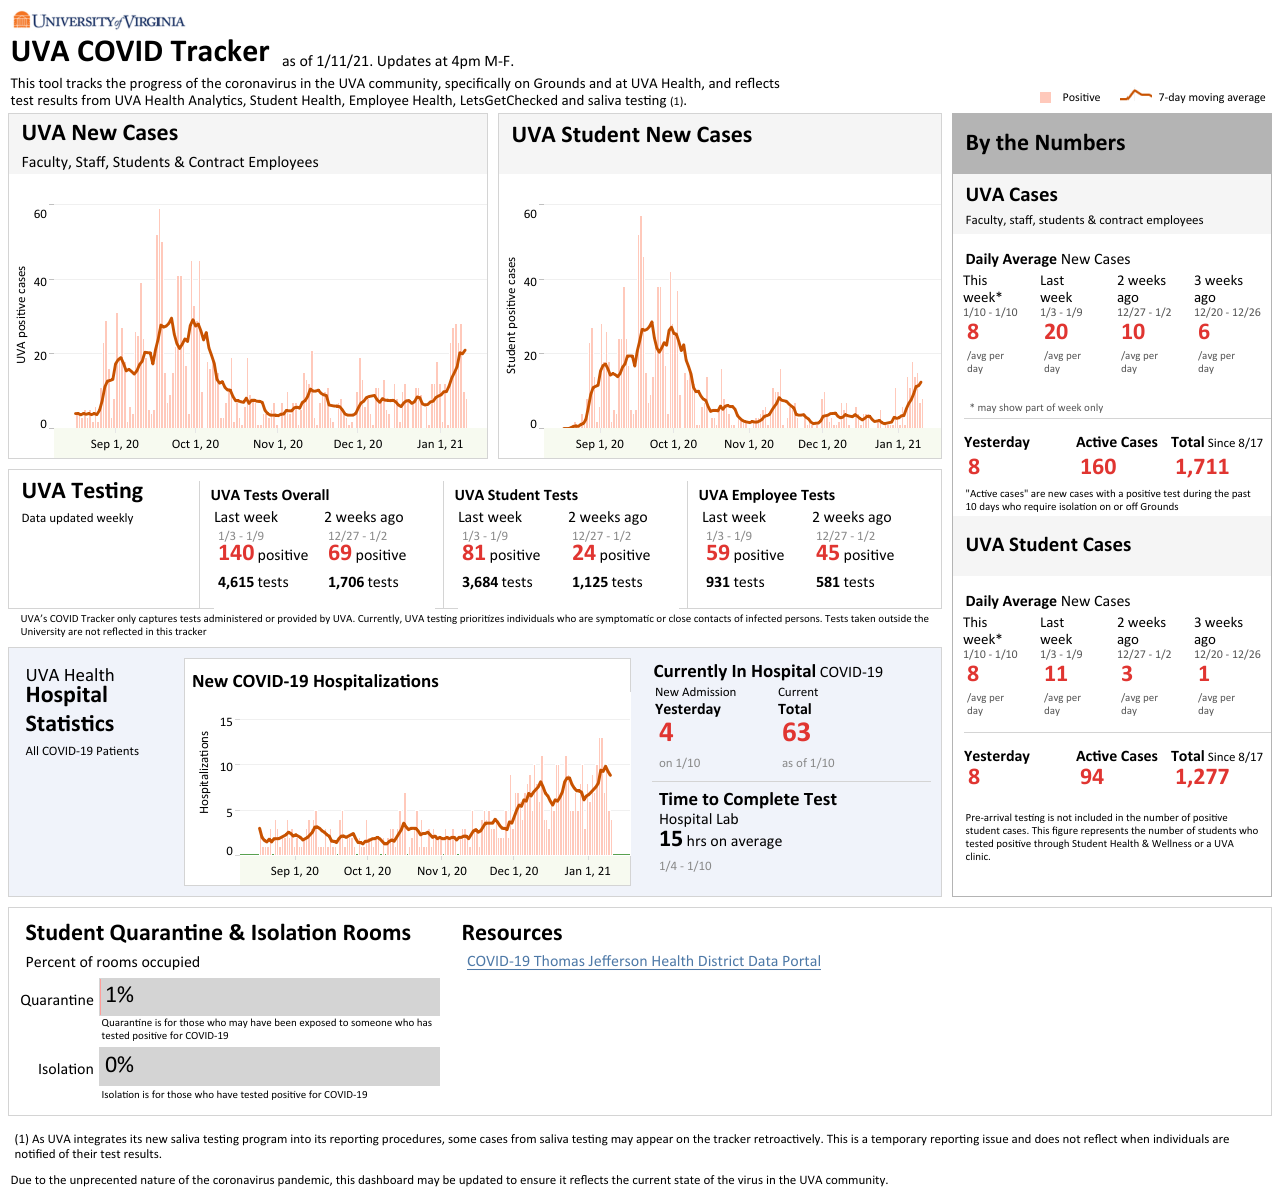 UNIVERSITY of VIRGINIA
UVA COVID Tracker as of 1/11/21. Updates at 4pm M-F.
This tool tracks the progress of the coronavirus in the UVA community, specifically on Grounds and at UVA Health, and reflects
test results from UVA Health Analytics, Student Health, Employee Health, LetsGetChecked and saliva testing (1).
Positive 7-day moving average
UVA New Cases
Faculty, Staff, Students & Contract Employees
UVA positive cases
60
40
20
0
Sep 1, 20 Oct 1, 20 Nov 1, 20 Dec 1, 20 Jan 1, 21
UVA Student New Cases
Student positive cases
60
40
20
0
Sep 1, 20 Oct 1, 20 Nov 1, 20 Dec 1, 20 Jan 1, 21
By the Numbers
UVA Cases
Faculty, staff, students & contract employees
Daily Average New Cases
This Last 2 weeks 3 weeks
week* week ago ago
1/10 - 1/10 1/3 - 1/9 12/27 - 1/2 12/20 - 12/26
8 20 10 6
/avg per /avg per /avg per /avg per
day day day day
* may show part of week only
Yesterday Active Cases Total Since 8/17
8 160 1,711
"Active cases" are new cases with a positive test during the past
10 days who require isolation on or off Grounds
UVA Student Cases
Daily Average New Cases
This Last 2 weeks 3 weeks
week* week ago ago
1/10 - 1/10 1/3 - 1/9 12/27 - 1/2 12/20 - 12/26
8 11 3 1
/avg per /avg per /avg per /avg per
day day day day
Yesterday Active Cases Total Since 8/17
8 94 1,277
Pre-arrival testing is not included in the number of positive
student cases. This figure represents the number of students who
tested positive through Student Health & Wellness or a UVA
clinic.
UVA Testing
Data updated weekly
UVA Tests Overall
Last week 2 weeks ago
1/3 - 1/9 12/27 - 1/2
140 positive 69 positive
4,615 tests 1,706 tests
UVA Student Tests
Last week 2 weeks ago
1/3 - 1/9 12/27 - 1/2
81 positive 24 positive
3,684 tests 1,125 tests
UVA Employee Tests
Last week 2 weeks ago
1/3 - 1/9 12/27 - 1/2
59 positive 45 positive
931 tests 581 tests
UVA's COVID Tracker only captures tests administered or provided by UVA. Currently, UVA testing prioritizes individuals who are symptomatic or close contacts of infected persons. Tests taken outside the
University are not reflected in this tracker
UVA Health
Hospital
Statistics
All COVID-19 Patients
New COVID-19 Hospitalizations
Hospitalizations
15
10
5
0
Sep 1, 20 Oct 1, 20 Nov 1, 20 Dec 1, 20 Jan 1, 21
Currently In Hospital COVID-19
New Admission Current
Yesterday Total
4 63
on 1/10 as of 1/10
Time to Complete Test
Hospital Lab
15 hrs on average
1/4 - 1/10
Student Quarantine & Isolation Rooms
Percent of rooms occupied
Quarantine 1%
Quarantine is for those who may have been exposed to someone who has
tested positive for COVID-19
Isolation 0%
Isolation is for those who have tested positive for COVID-19
Resources
COVID-19 Thomas Jefferson Health District Data Portal
(1) As UVA integrates its new saliva testing program into its reporting procedures, some cases from saliva testing may appear on the tracker retroactively. This is a temporary reporting issue and does not reflect when individuals are
notified of their test results.
Due to the unprecented nature of the coronavirus pandemic, this dashboard may be updated to ensure it reflects the current state of the virus in the UVA community.